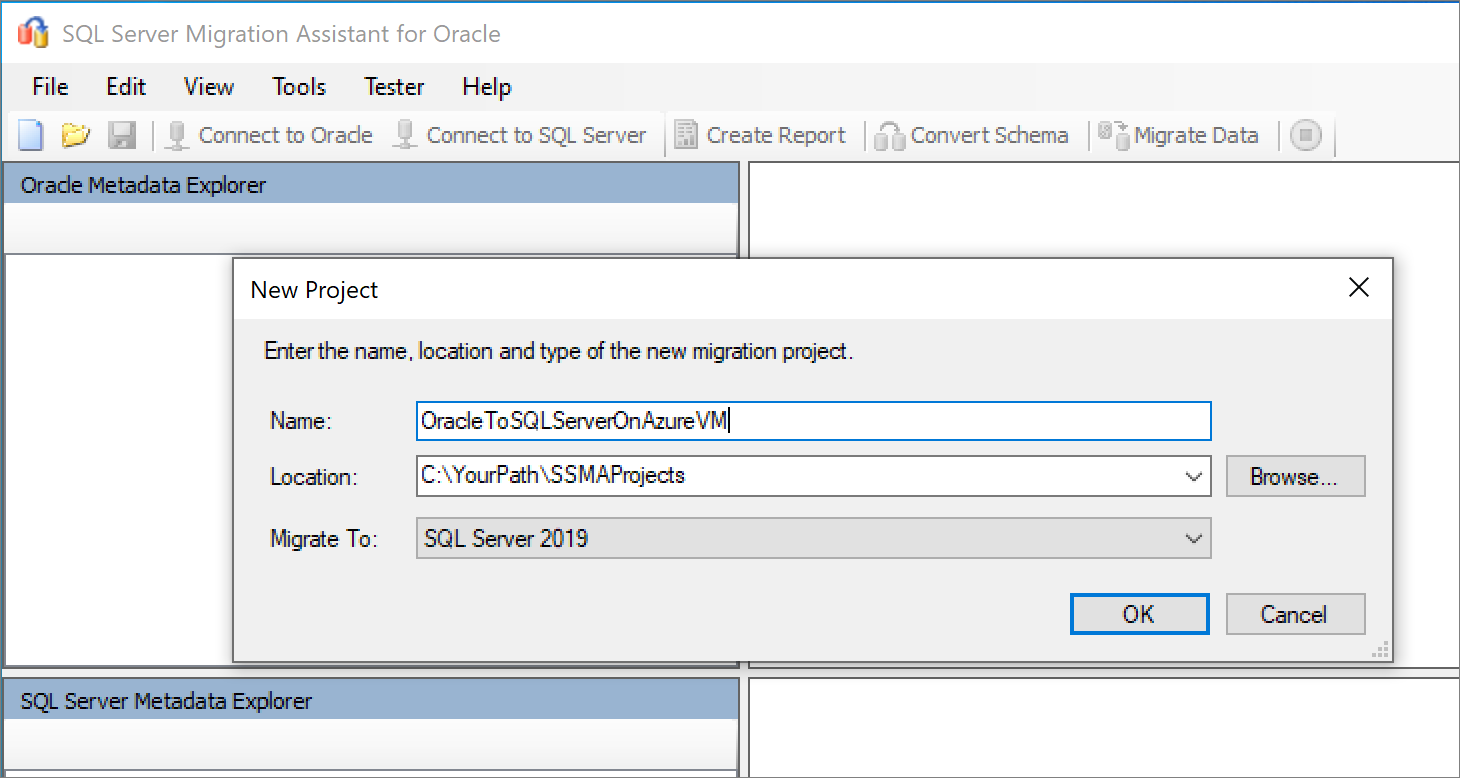 SQL Server Migration Assistant for Oracle
File Edit View Tools Tester Help
Connect to Oracle Connect to SQL Server Create Report Convert Schema Migrate Data
Oracle Metadata Explorer
New Project
Enter the name, location and type of the new migration project.
Name: OracleToSQLServerOnAzureVM
Location: C:\YourPath\SSMAProjects Browse...
Migrate To: SQL Server 2019
OK Cancel
SQL Server Metadata Explorer